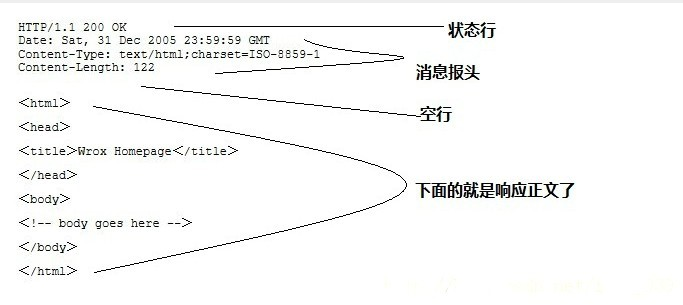 HTTP/1.1 200 OK
状态行
Date: Sat, 31 Dec 2005 23:59:59 GMT
Content-Type: text/html;charset=ISO-8859-1
Content-Length: 122
消息报头
空行
<html>
<head>
<title>Wrox Homepage</title>
</head>
下面的就是响应正文了
<body>
<!-- body goes here -->
</body>
</html>